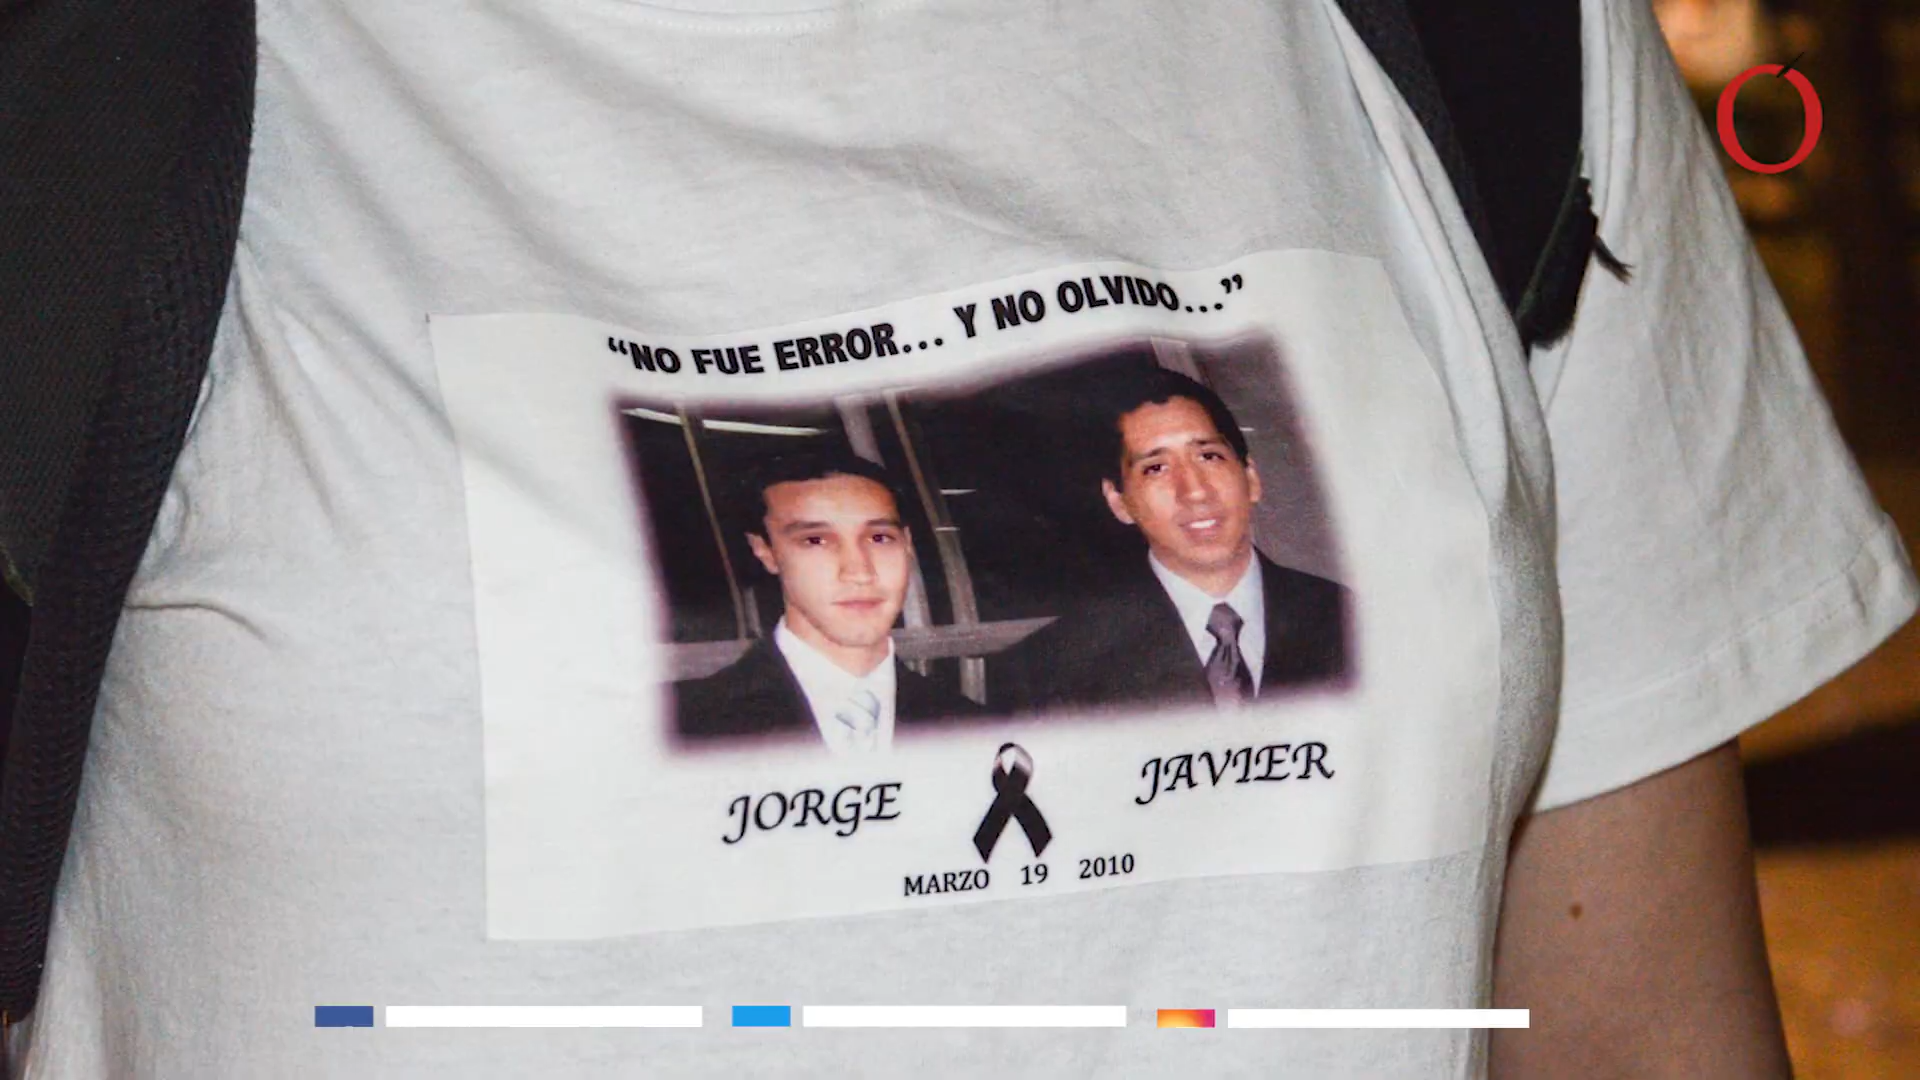 “NO FUE ERROR... Y NO OLVIDO...”
JORGE
JAVIER
MARZO 19 2010
Ó